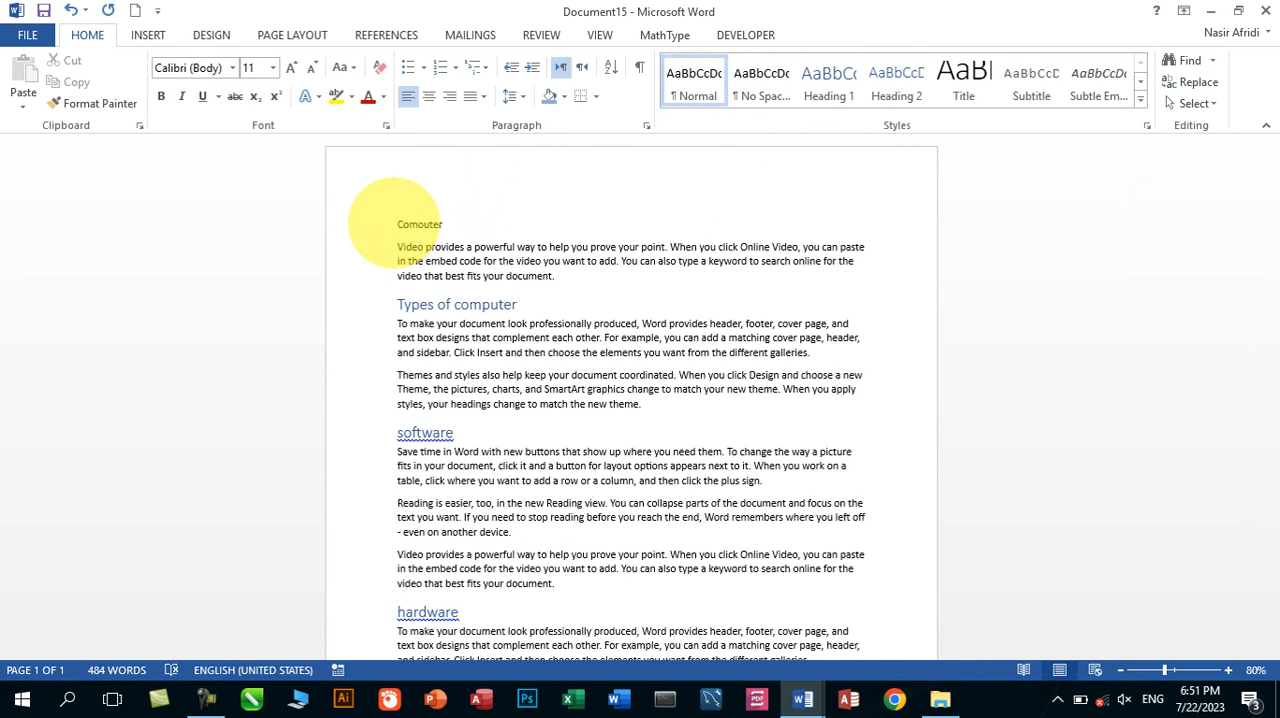 Document15 - Microsoft Word
?
FILE HOME INSERT DESIGN PAGE LAYOUT REFERENCES MAILINGS REVIEW VIEW MathType DEVELOPER Nasir Afridi
Paste
Cut
Copy
Format Painter
Clipboard
Calibri (Body) 11
Font
Paragraph
AaBbCcDc AaBbCcDc AaBbCc AaBbCcD AaBl AaBbCcD AaBbCcDc
¶ Normal ¶ No Spac... Heading 1 Heading 2 Title Subtitle Subtle Em...
Styles
Find
Replace
Select
Editing
Comouter
Video provides a powerful way to help you prove your point. When you click Online Video, you can paste
in the embed code for the video you want to add. You can also type a keyword to search online for the
video that best fits your document.
Types of computer
To make your document look professionally produced, Word provides header, footer, cover page, and
text box designs that complement each other. For example, you can add a matching cover page, header,
and sidebar. Click Insert and then choose the elements you want from the different galleries.
Themes and styles also help keep your document coordinated. When you click Design and choose a new
Theme, the pictures, charts, and SmartArt graphics change to match your new theme. When you apply
styles, your headings change to match the new theme.
software
Save time in Word with new buttons that show up where you need them. To change the way a picture
fits in your document, click it and a button for layout options appears next to it. When you work on a
table, click where you want to add a row or a column, and then click the plus sign.
Reading is easier, too, in the new Reading view. You can collapse parts of the document and focus on the
text you want. If you need to stop reading before you reach the end, Word remembers where you left off
- even on another device.
Video provides a powerful way to help you prove your point. When you click Online Video, you can paste
in the embed code for the video you want to add. You can also type a keyword to search online for the
video that best fits your document.
hardware
To make your document look professionally produced, Word provides header, footer, cover page, and
text box designs that complement each other. For example, you can add a matching cover page, header,
and sidebar. Click Insert and then choose the elements you want from the different galleries.
PAGE 1 OF 1 484 WORDS ENGLISH (UNITED STATES) 80%
ENG
6:51 PM
7/22/2023